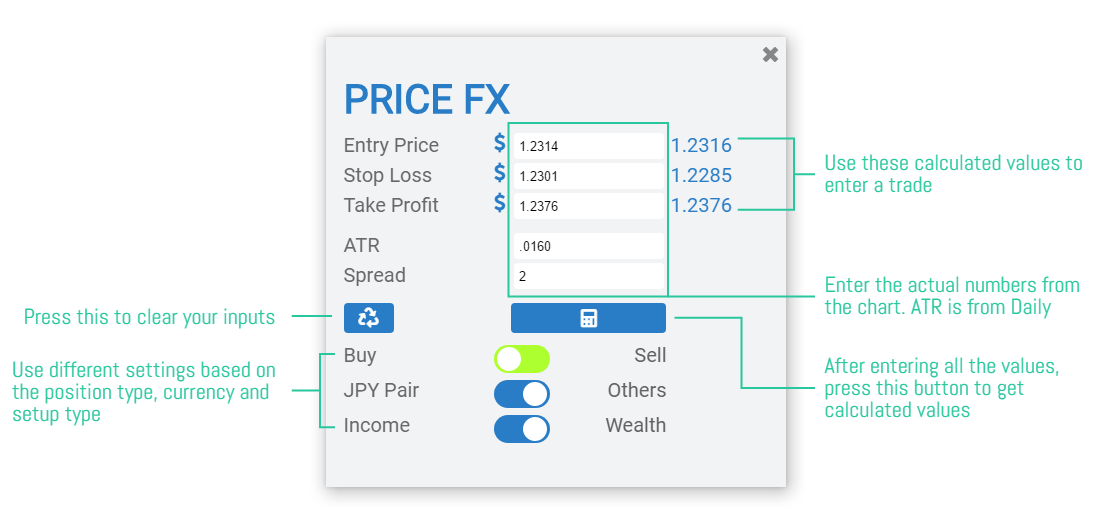 PRICE FX
Entry Price $ 1.2314 1.2316
Stop Loss $ 1.2301 1.2285
Take Profit $ 1.2376 1.2376
Use these calculated values to
enter a trade
ATR .0160
Spread 2
Enter the actual numbers from
the chart. ATR is from Daily
Press this to clear your inputs
Buy Sell
JPY Pair Others
Income Wealth
Use different settings based on
the position type, currency and
setup type
After entering all the values,
press this button to get
calculated values